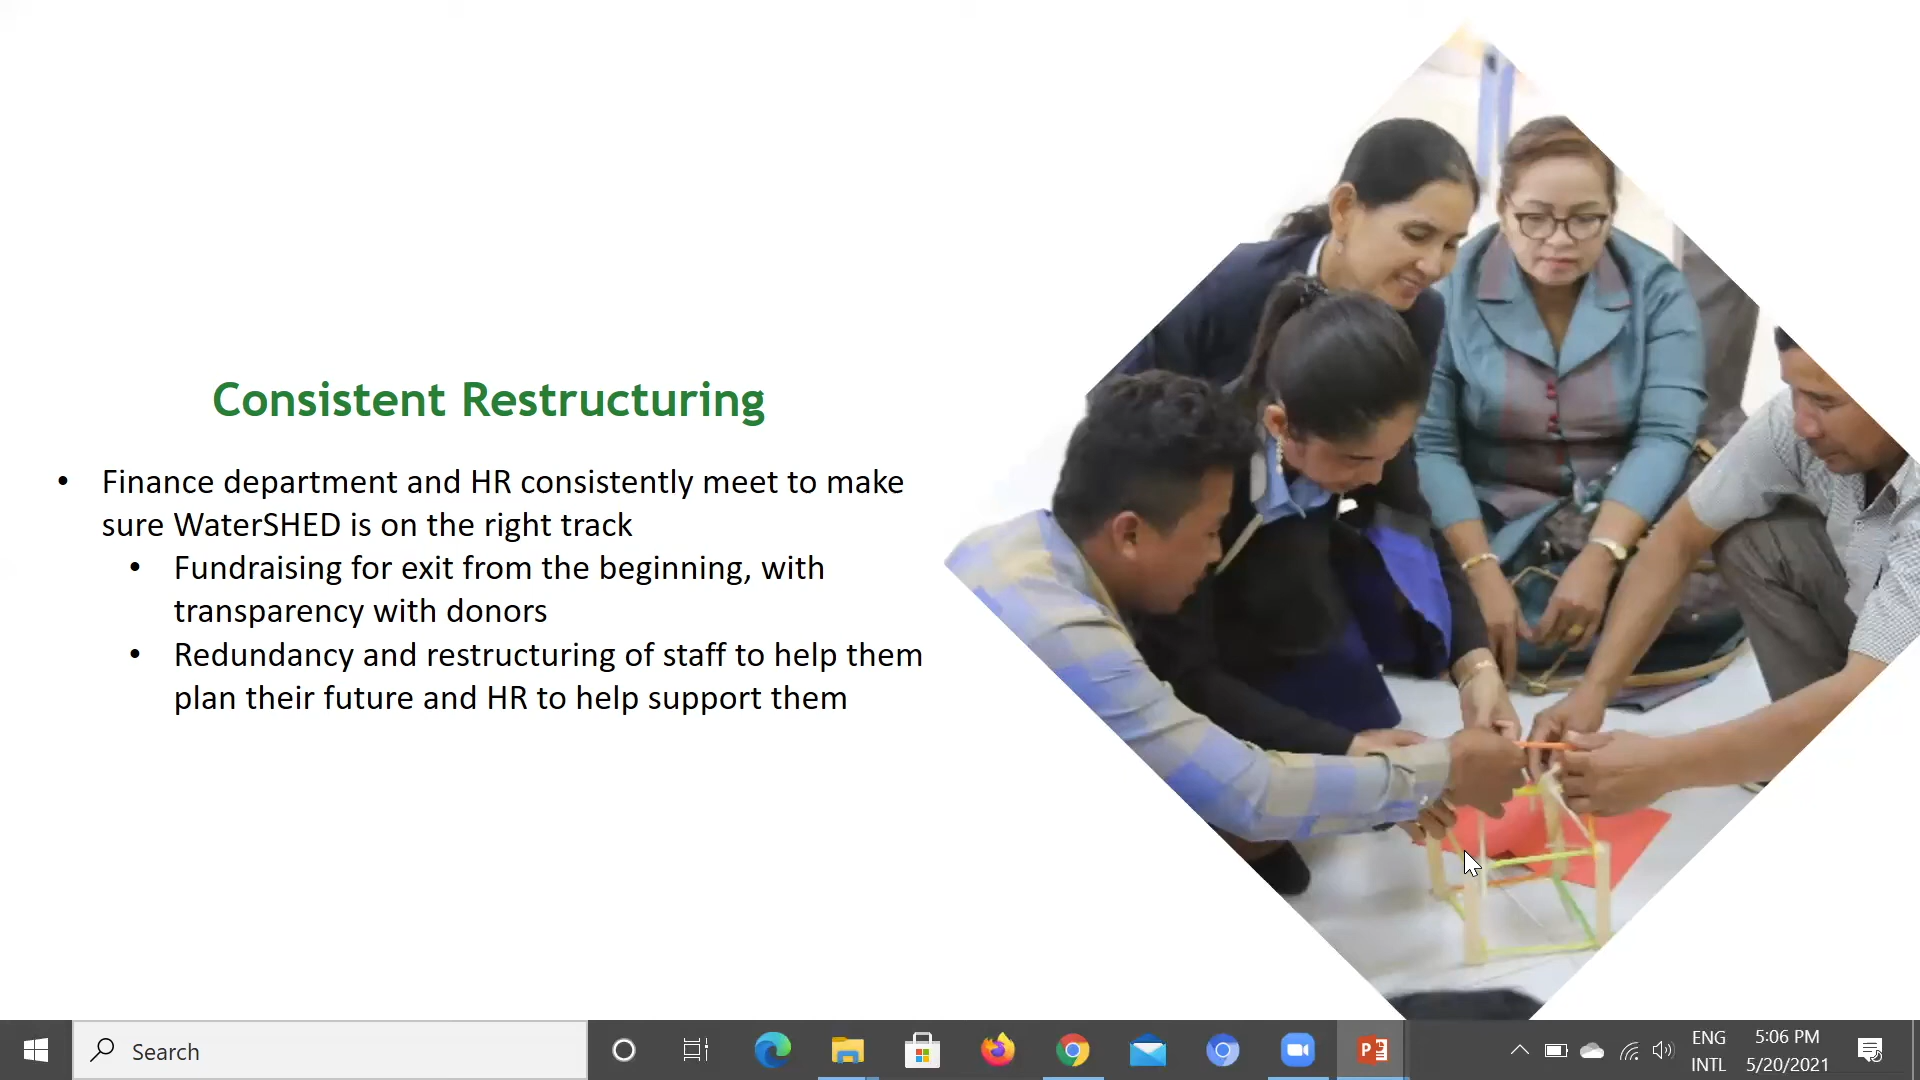 Consistent Restructuring
• Finance department and HR consistently meet to make
sure WaterSHED is on the right track
• Fundraising for exit from the beginning, with
transparency with donors
• Redundancy and restructuring of staff to help them
plan their future and HR to help support them
Search
ENG
INTL
5:06 PM
5/20/2021